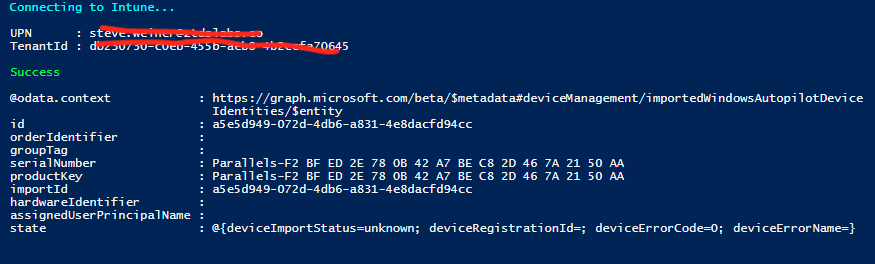 Connecting to Intune...
UPN :
TenantId : 70645
Success
@odata.context : https://graph.microsoft.com/beta/$metadata#deviceManagement/importedWindowsAutopilotDevice
Identities/$entity
id : a5e5d949-072d-4db6-a831-4e8dacfd94cc
orderIdentifier :
groupTag :
serialNumber : Parallels-F2 BF ED 2E 78 0B 42 A7 BE C8 2D 46 7A 21 50 AA
productKey : Parallels-F2 BF ED 2E 78 0B 42 A7 BE C8 2D 46 7A 21 50 AA
importId : a5e5d949-072d-4db6-a831-4e8dacfd94cc
hardwareIdentifier :
assignedUserPrincipalName :
state : @{deviceImportStatus=unknown; deviceRegistrationId=; deviceErrorCode=0; deviceErrorName=}